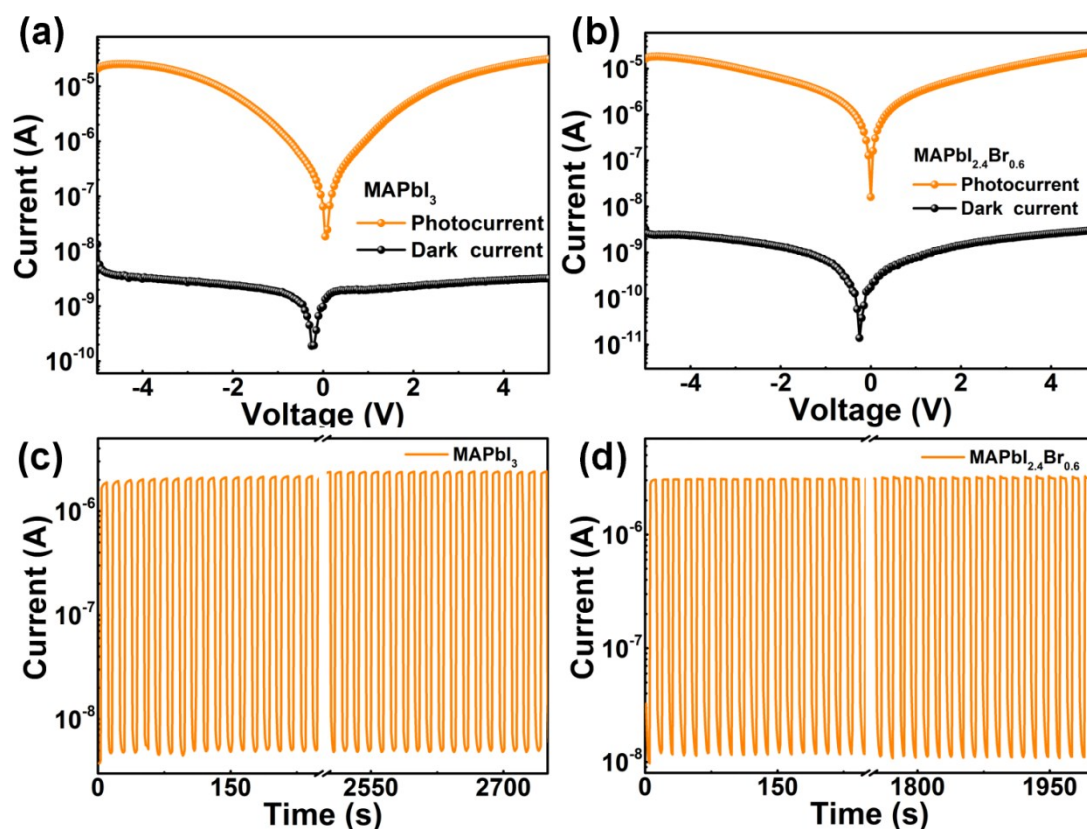 (a)
Current (A)
10⁻⁵
10⁻⁶
10⁻⁷
10⁻⁸
10⁻⁹
10⁻¹⁰
MAPbI₃
Photocurrent
Dark current
-4 -2 0 2 4
Voltage (V)
(b)
Current (A)
10⁻⁵
10⁻⁶
10⁻⁷
10⁻⁸
10⁻⁹
10⁻¹⁰
10⁻¹¹
MAPbI₂.₄Br₀.₆
Photocurrent
Dark current
-4 -2 0 2 4
Voltage (V)
(c)
Current (A)
10⁻⁶
10⁻⁷
10⁻⁸
MAPbI₃
0 150 2550 2700
Time (s)
(d)
Current (A)
10⁻⁶
10⁻⁷
10⁻⁸
MAPbI₂.₄Br₀.₆
0 150 1800 1950
Time (s)